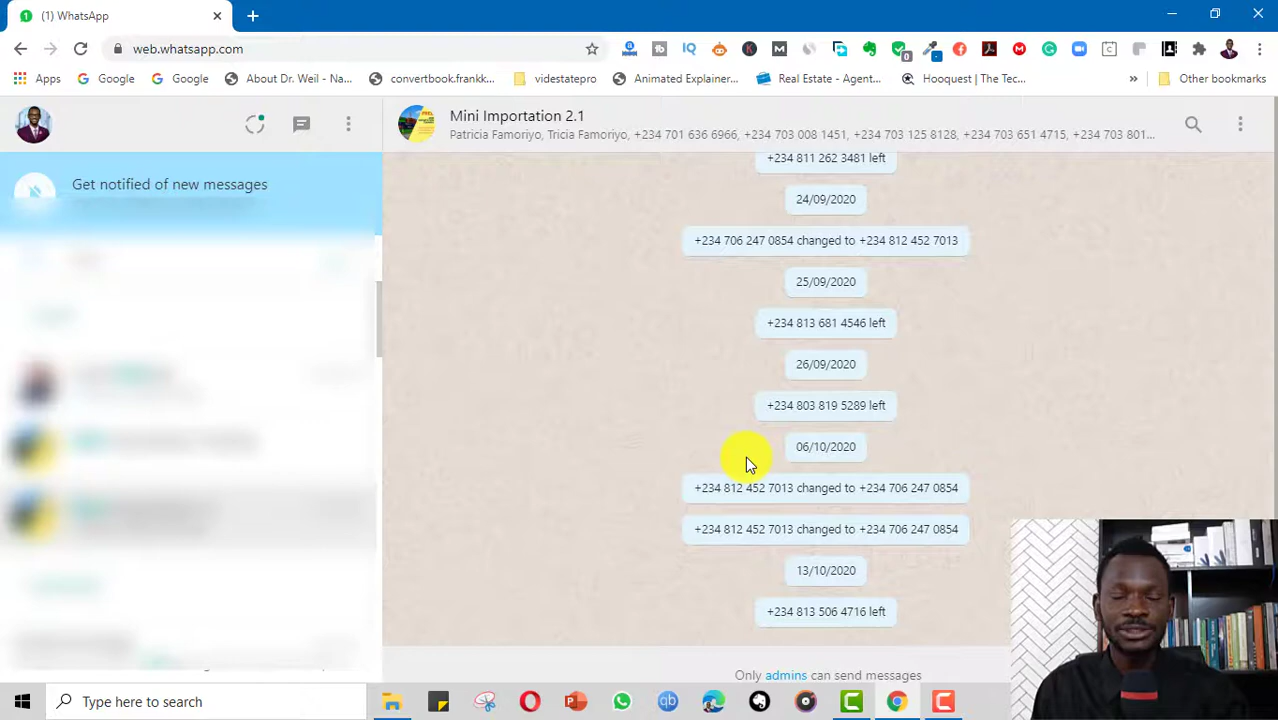 (1) WhatsApp
web.whatsapp.com
Apps
Google
Google
About Dr. Weil - Na...
convertbook.frankk...
videstatepro
Animated Explainer...
Real Estate - Agent...
Hooquest | The Tec...
»
Other bookmarks
Mini Importation 2.1
Patricia Famoriyo, Tricia Famoriyo, +234 701 636 6966, +234 703 008 1451, +234 703 125 8128, +234 703 651 4715, +234 703 801...
Get notified of new messages
+234 811 262 3481 left
24/09/2020
+234 706 247 0854 changed to +234 812 452 7013
25/09/2020
+234 813 681 4546 left
26/09/2020
+234 803 819 5289 left
06/10/2020
+234 812 452 7013 changed to +234 706 247 0854
+234 812 452 7013 changed to +234 706 247 0854
13/10/2020
+234 813 506 4716 left
Only admins can send messages
Type here to search